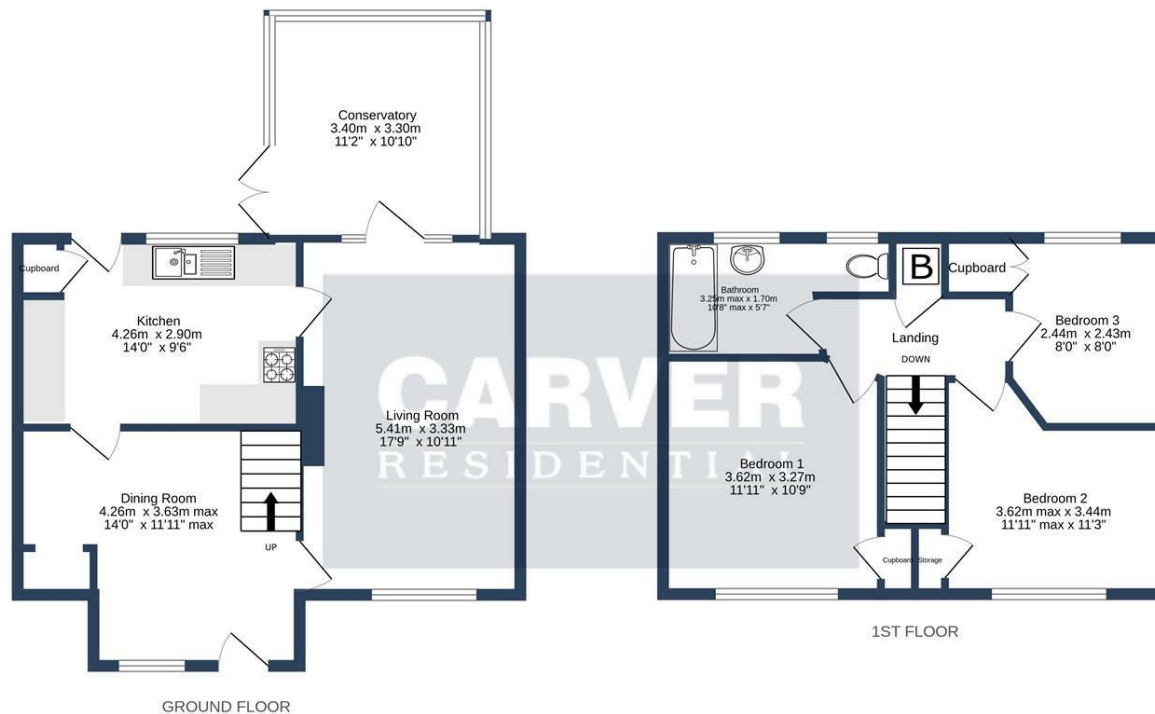 Conservatory
3.40m x 3.30m
11'2" x 10'10"
Cupboard
Kitchen
4.26m x 2.90m
14'0" x 9'6"
Living Room
5.41m x 3.33m
17'9" x 10'11"
Dining Room
4.26m x 3.63m max
14'0" x 11'11" max
UP
GROUND FLOOR
CARVER
RESIDENTIAL
Bathroom
3.25m max x 1.70m
10'8" max x 5'7"
B
Cupboard
Landing
DOWN
Bedroom 3
2.44m x 2.43m
8'0" x 8'0"
Bedroom 1
3.62m x 3.27m
11'11" x 10'9"
Bedroom 2
3.62m max x 3.44m
11'11" max x 11'3"
Cupboard
Storage
1ST FLOOR